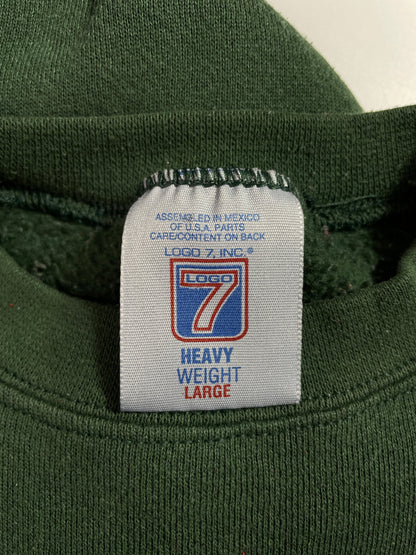 ASSEMBLED IN MEXICO
OF U.S.A. PARTS
CARE/CONTENT ON BACK
LOGO 7, INC.®
LOGO
7
HEAVY
WEIGHT
LARGE